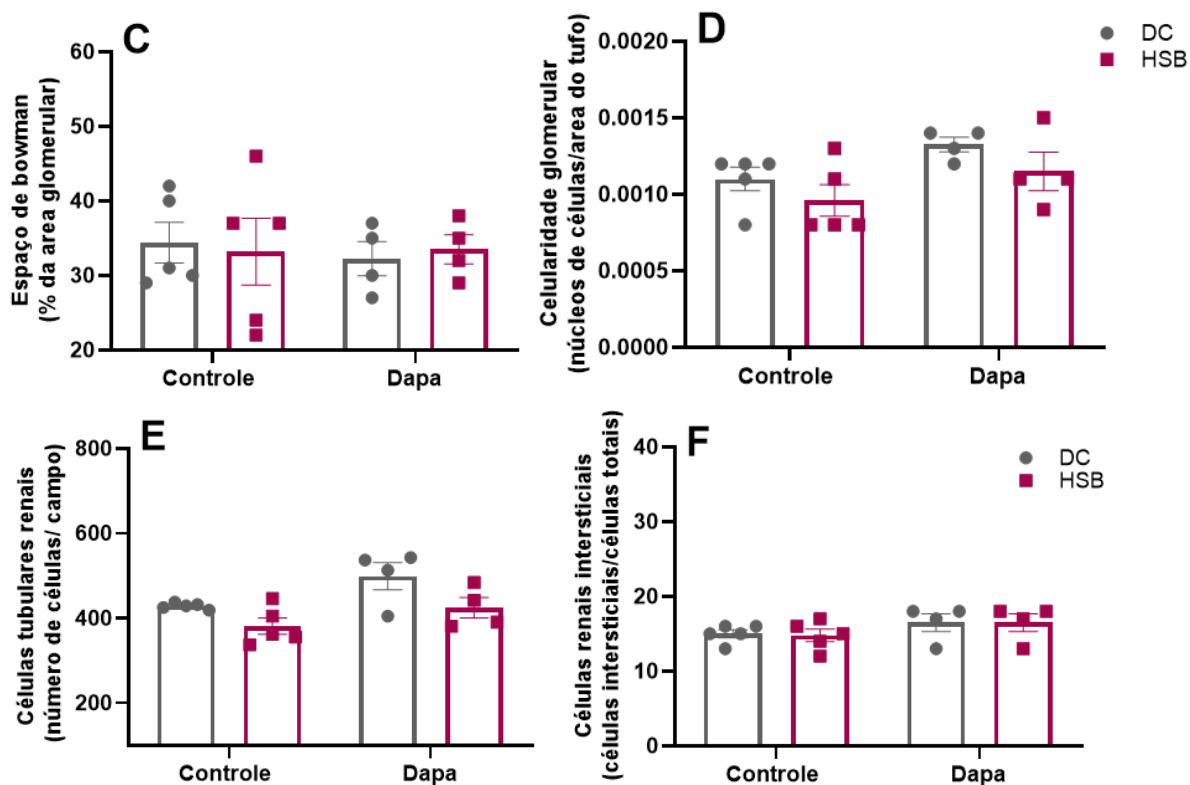 C
Espaço de bowman
(% da area glomerular)
60
50
40
30
20
Controle
Dapa
D
DC
HSB
Celularidade glomerular
(núcleos de células/area do tufo)
0.0020
0.0015
0.0010
0.0005
0.0000
Controle
Dapa
E
Células tubulares renais
(número de células/ campo)
800
600
400
200
Controle
Dapa
F
DC
HSB
Células renais intersticiais
(células intersticiais/células totais)
40
30
20
10
0
Controle
Dapa